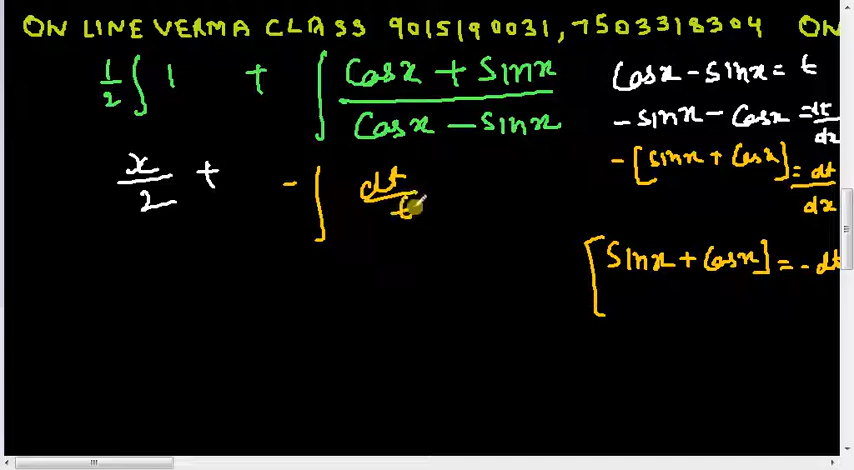 ON LINE VERMA CLASS 9015190031, 7503318304 ON
1/2 ∫ 1 + ∫ (Cosx + Sinx)/(Cosx - Sinx)
Cosx - Sinx = t
- Sinx - Cosx = dt/dx
x/2 + - ∫ dt/t
- [Sinx + Cosx] = dt/dx
[Sinx + Cosx] = - dt